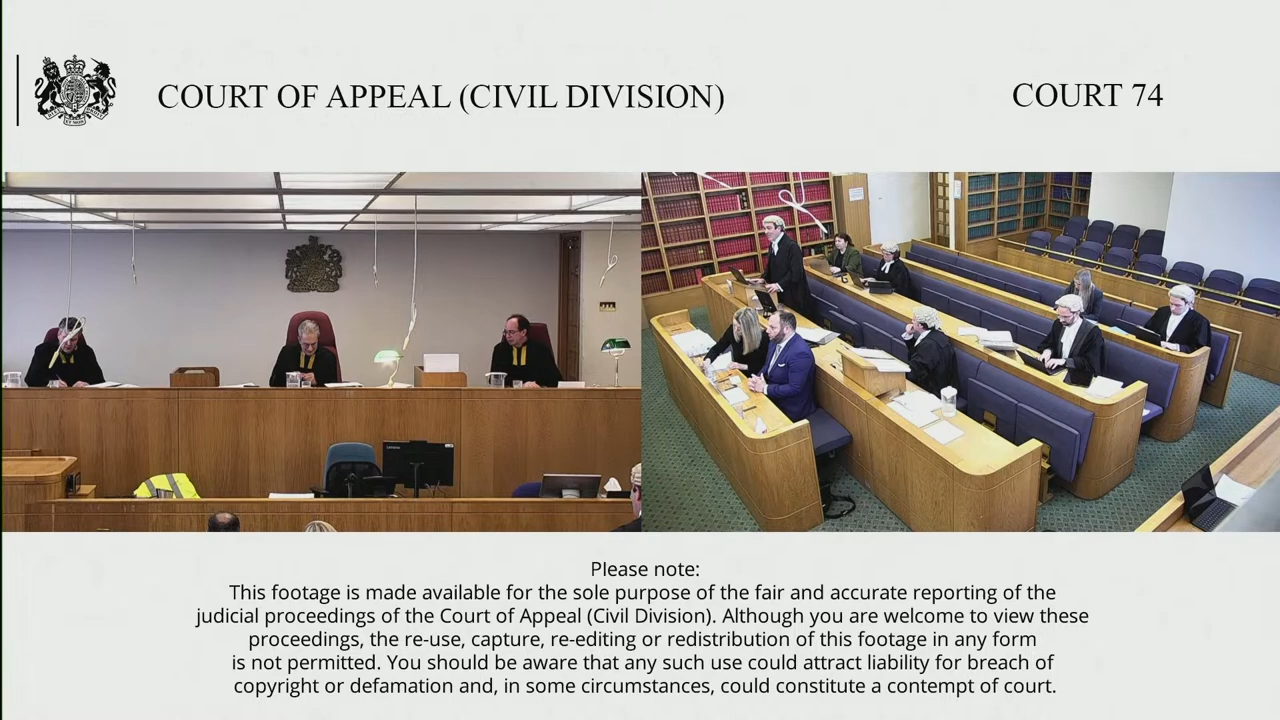 COURT OF APPEAL (CIVIL DIVISION)
COURT 74
Please note:
This footage is made available for the sole purpose of the fair and accurate reporting of the
judicial proceedings of the Court of Appeal (Civil Division). Although you are welcome to view these
proceedings, the re-use, capture, re-editing or redistribution of this footage in any form
is not permitted. You should be aware that any such use could attract liability for breach of
copyright or defamation and, in some circumstances, could constitute a contempt of court.